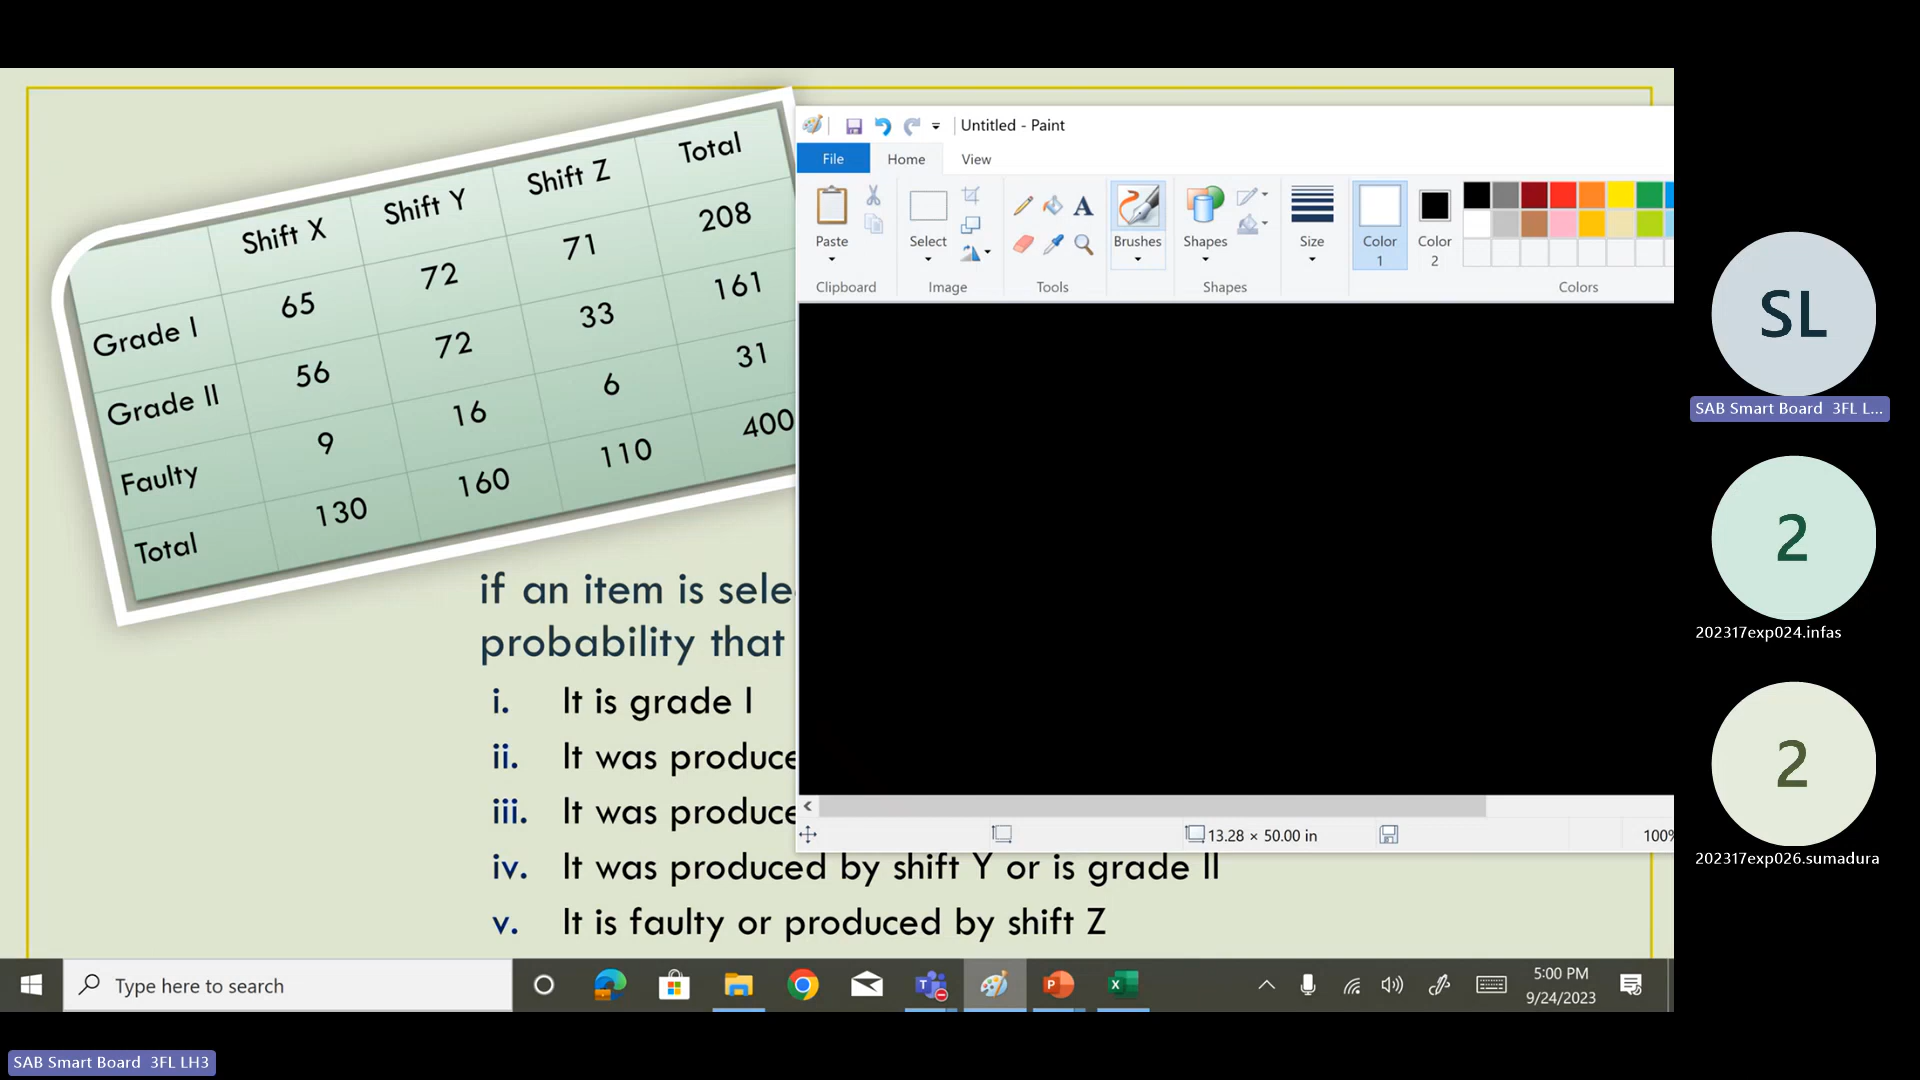 Shift X Shift Y Shift Z Total
Grade I 65 72 71 208
Grade II 56 72 33 161
Faulty 9 16 6 31
Total 130 160 110 400
if an item is sele
probability that
i. It is grade I
ii. It was produce
iii. It was produce
iv. It was produced by shift Y or is grade II
v. It is faulty or produced by shift Z
Untitled - Paint
File Home View
Paste Select Brushes Shapes Size Color 1 Color 2
Clipboard Image Tools Shapes Colors
13.28 × 50.00 in 100%
SL
SAB Smart Board 3FL L...
2
202317exp024.infas
2
202317exp026.sumadura
Type here to search
5:00 PM
9/24/2023
SAB Smart Board 3FL LH3